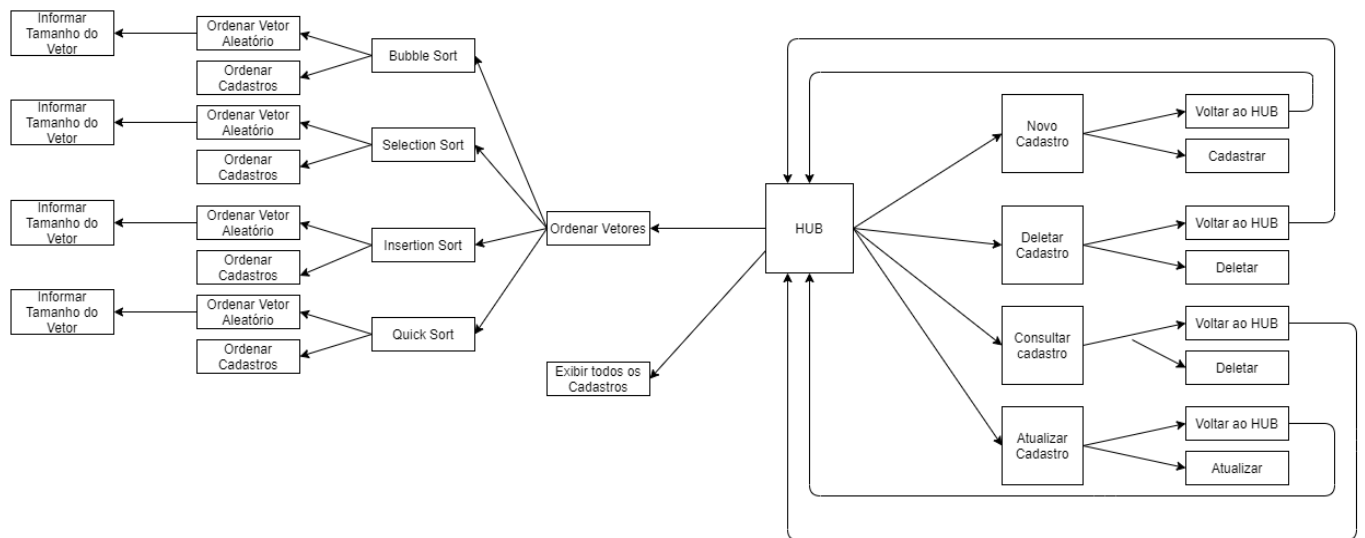 Informar
Tamanho do
Vetor
Ordenar Vetor
Aleatório
Ordenar
Cadastros
Bubble Sort
Informar
Tamanho do
Vetor
Ordenar Vetor
Aleatório
Ordenar
Cadastros
Selection Sort
Informar
Tamanho do
Vetor
Ordenar Vetor
Aleatório
Ordenar
Cadastros
Insertion Sort
Informar
Tamanho do
Vetor
Ordenar Vetor
Aleatório
Ordenar
Cadastros
Quick Sort
Ordenar Vetores
Exibir todos os
Cadastros
HUB
Novo
Cadastro
Voltar ao HUB
Cadastrar
Deletar
Cadastro
Voltar ao HUB
Deletar
Consultar
cadastro
Voltar ao HUB
Deletar
Atualizar
Cadastro
Voltar ao HUB
Atualizar